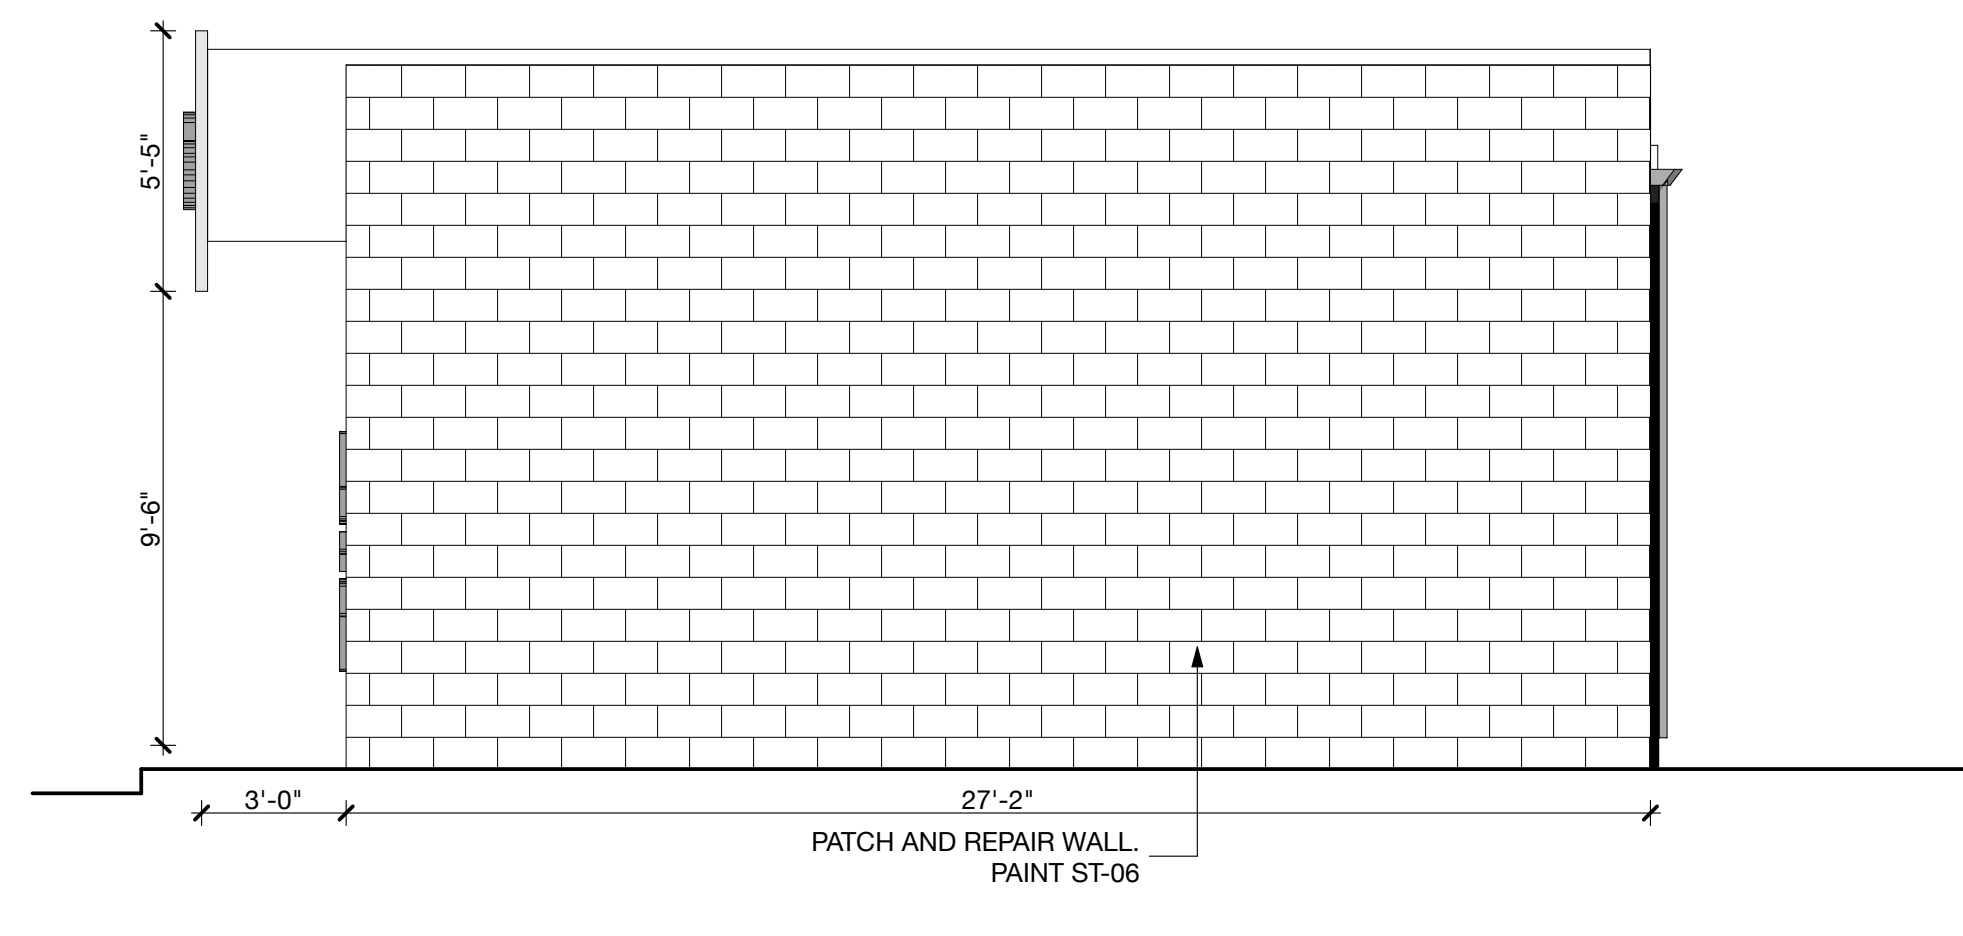 5'-5"
9'-6"
3'-0"
27'-2"
PATCH AND REPAIR WALL.
PAINT ST-06